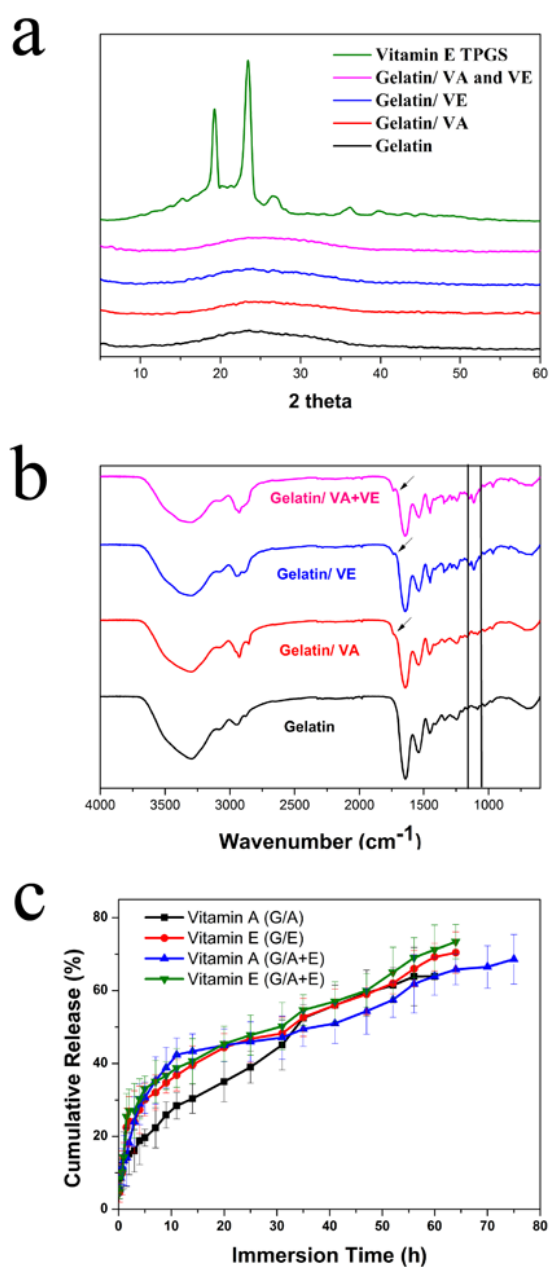 a
Vitamin E TPGS
Gelatin/ VA and VE
Gelatin/ VE
Gelatin/ VA
Gelatin
10 20 30 40 50 60
2 theta
b
Gelatin/ VA+VE
Gelatin/ VE
Gelatin/ VA
Gelatin
4000 3500 3000 2500 2000 1500 1000
Wavenumber (cm⁻¹)
c
Vitamin A (G/A)
Vitamin E (G/E)
Vitamin A (G/A+E)
Vitamin E (G/A+E)
Cumulative Release (%)
80
60
40
20
0
0 10 20 30 40 50 60 70 80
Immersion Time (h)